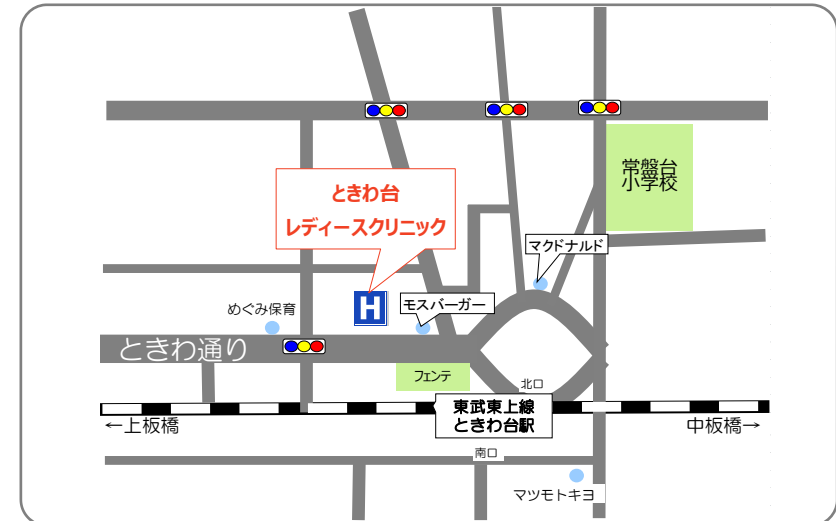 常盤台
小学校
ときわ台
レディースクリニック
マクドナルド
H
モスバーガー
めぐみ保育
ときわ通り
フェンテ
北口
東武東上線
ときわ台駅
←上板橋
中板橋→
南口
マツモトキヨ